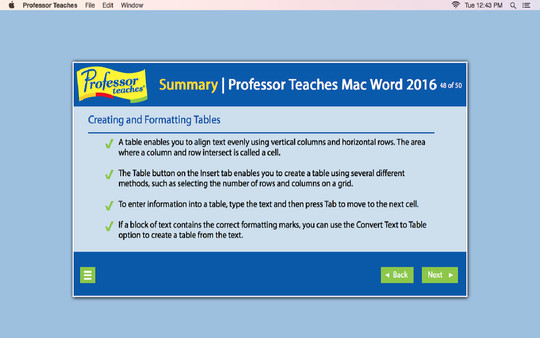 Professor Teaches File Edit Window Tue 12:43 PM
Professor
teaches®
Summary | Professor Teaches Mac Word 2016 48 of 50
Creating and Formatting Tables
A table enables you to align text evenly using vertical columns and horizontal rows. The area
where a column and row intersect is called a cell.
The Table button on the Insert tab enables you to create a table using several different
methods, such as selecting the number of rows and columns on a grid.
To enter information into a table, type the text and then press Tab to move to the next cell.
If a block of text contains the correct formatting marks, you can use the Convert Text to Table
option to create a table from the text.
Back Next